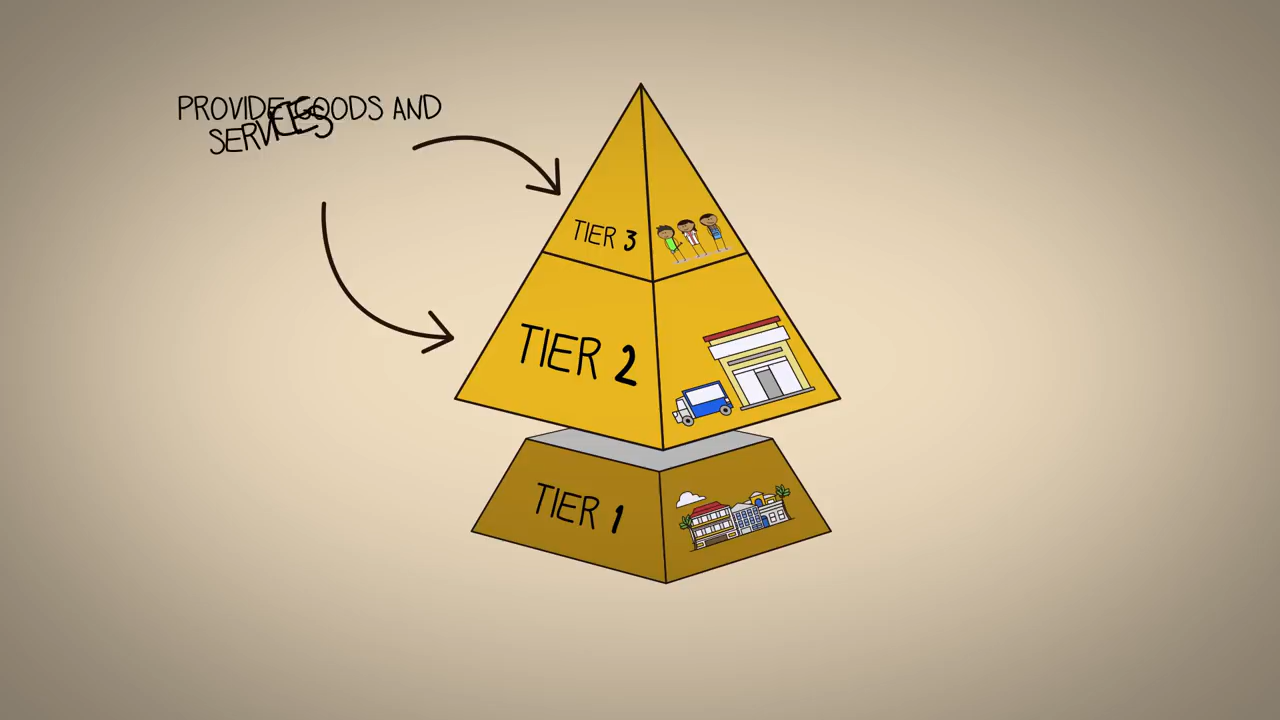 PROVIDE GOODS AND
SERVICES
TIER 3
TIER 2
TIER 1